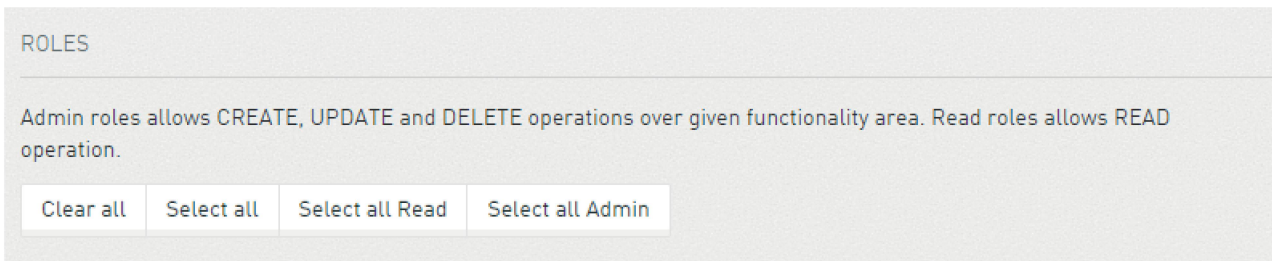 ROLES
Admin roles allows CREATE, UPDATE and DELETE operations over given functionality area. Read roles allows READ
operation.
Clear all Select all Select all Read Select all Admin